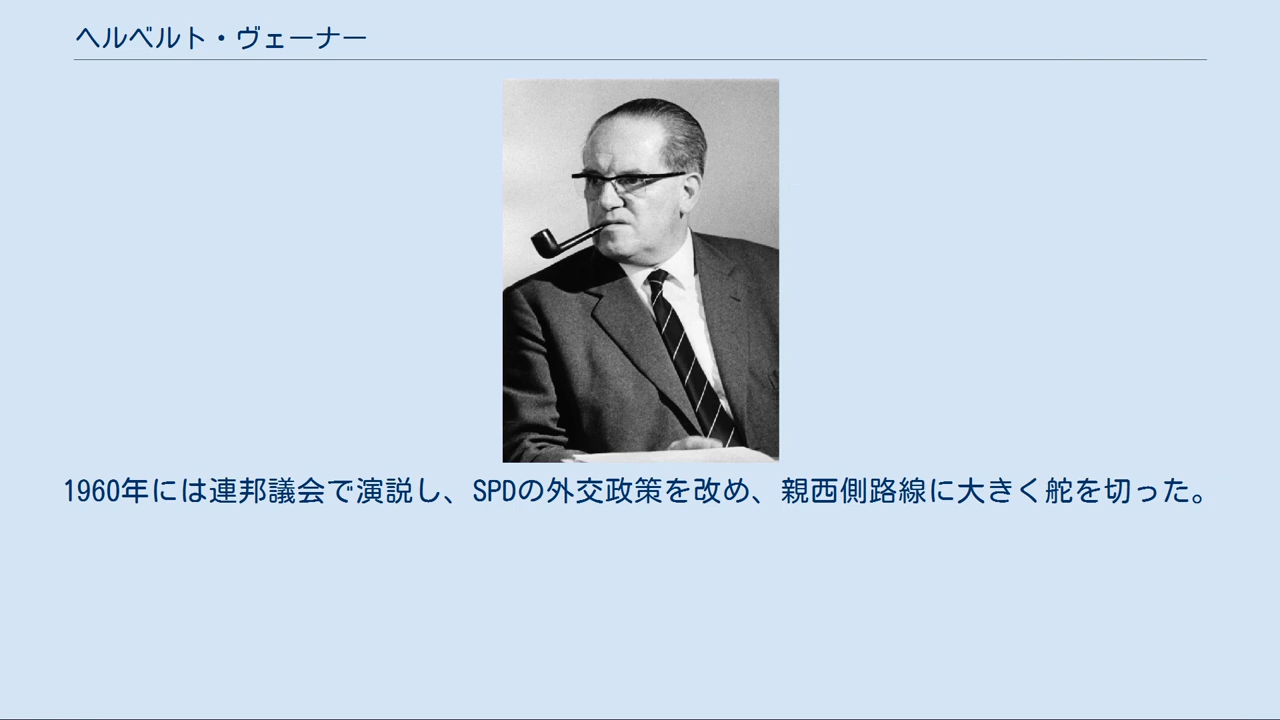 ヘルベルト・ヴェーナー
1960年には連邦議会で演説し、SPDの外交政策を改め、親西側路線に大きく舵を切った。